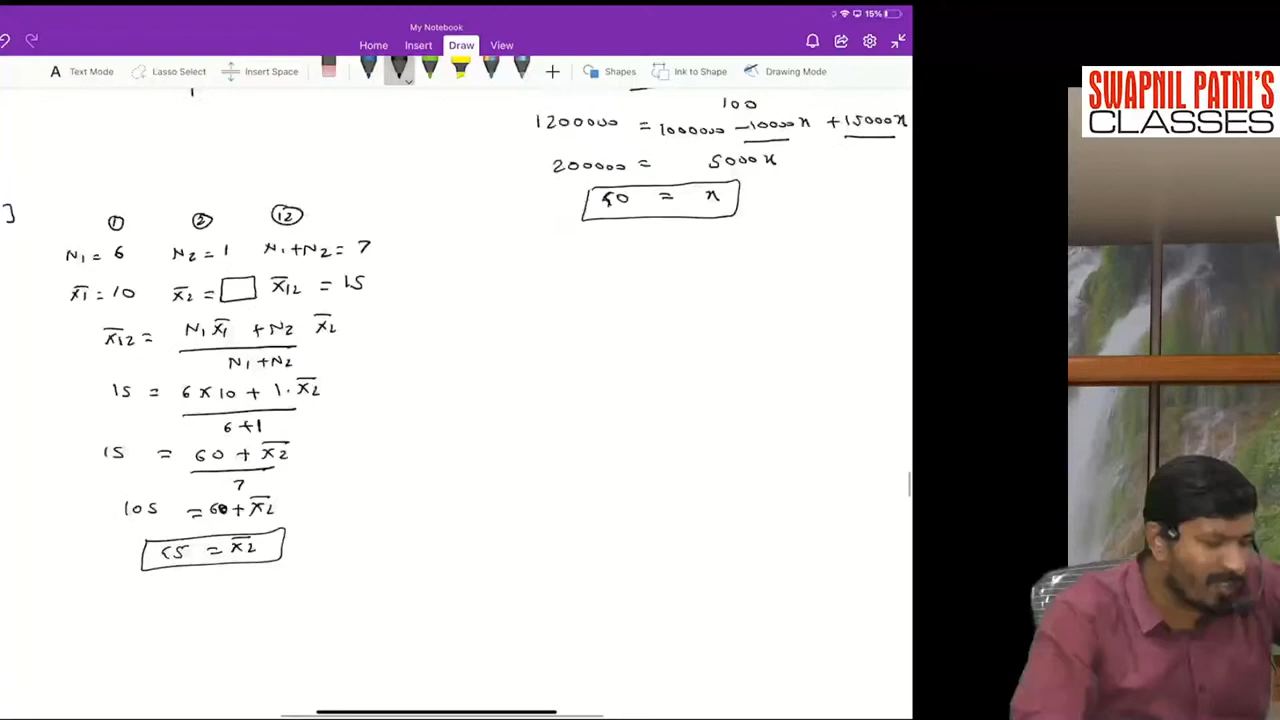 15%
My Notebook
Home Insert Draw View
Text Mode Lasso Select Insert Space + Shapes Ink to Shape Drawing Mode
SWAPNIL PATNI'S
CLASSES
100
1200000 = 1000000 - 10000x + 15000x
200000 = 5000x
40 = x
① ② ⑫
N₁ = 6 N₂ = 1 N₁+N₂ = 7
x̄₁ = 10 x̄₂ = □ x̄₁₂ = 15
x̄₁₂ = N₁x̄₁ + N₂ x̄₂
N₁+N₂
15 = 6×10 + 1·x̄₂
6+1
15 = 60 + x̄₂
7
105 = 60 + x̄₂
45 = x̄₂